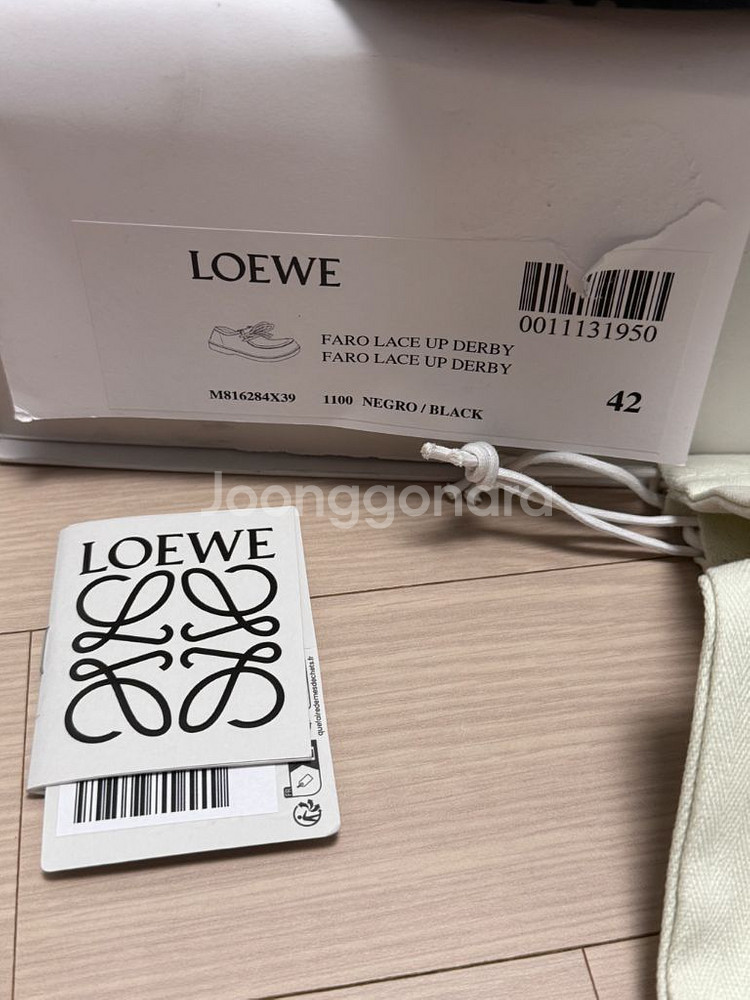 LOEWE
0011131950
FARO LACE UP DERBY
FARO LACE UP DERBY
M816284X39 1100 NEGRO / BLACK 42
Joonggonara
LOEWE
quefairedemesdechets.fr
FR